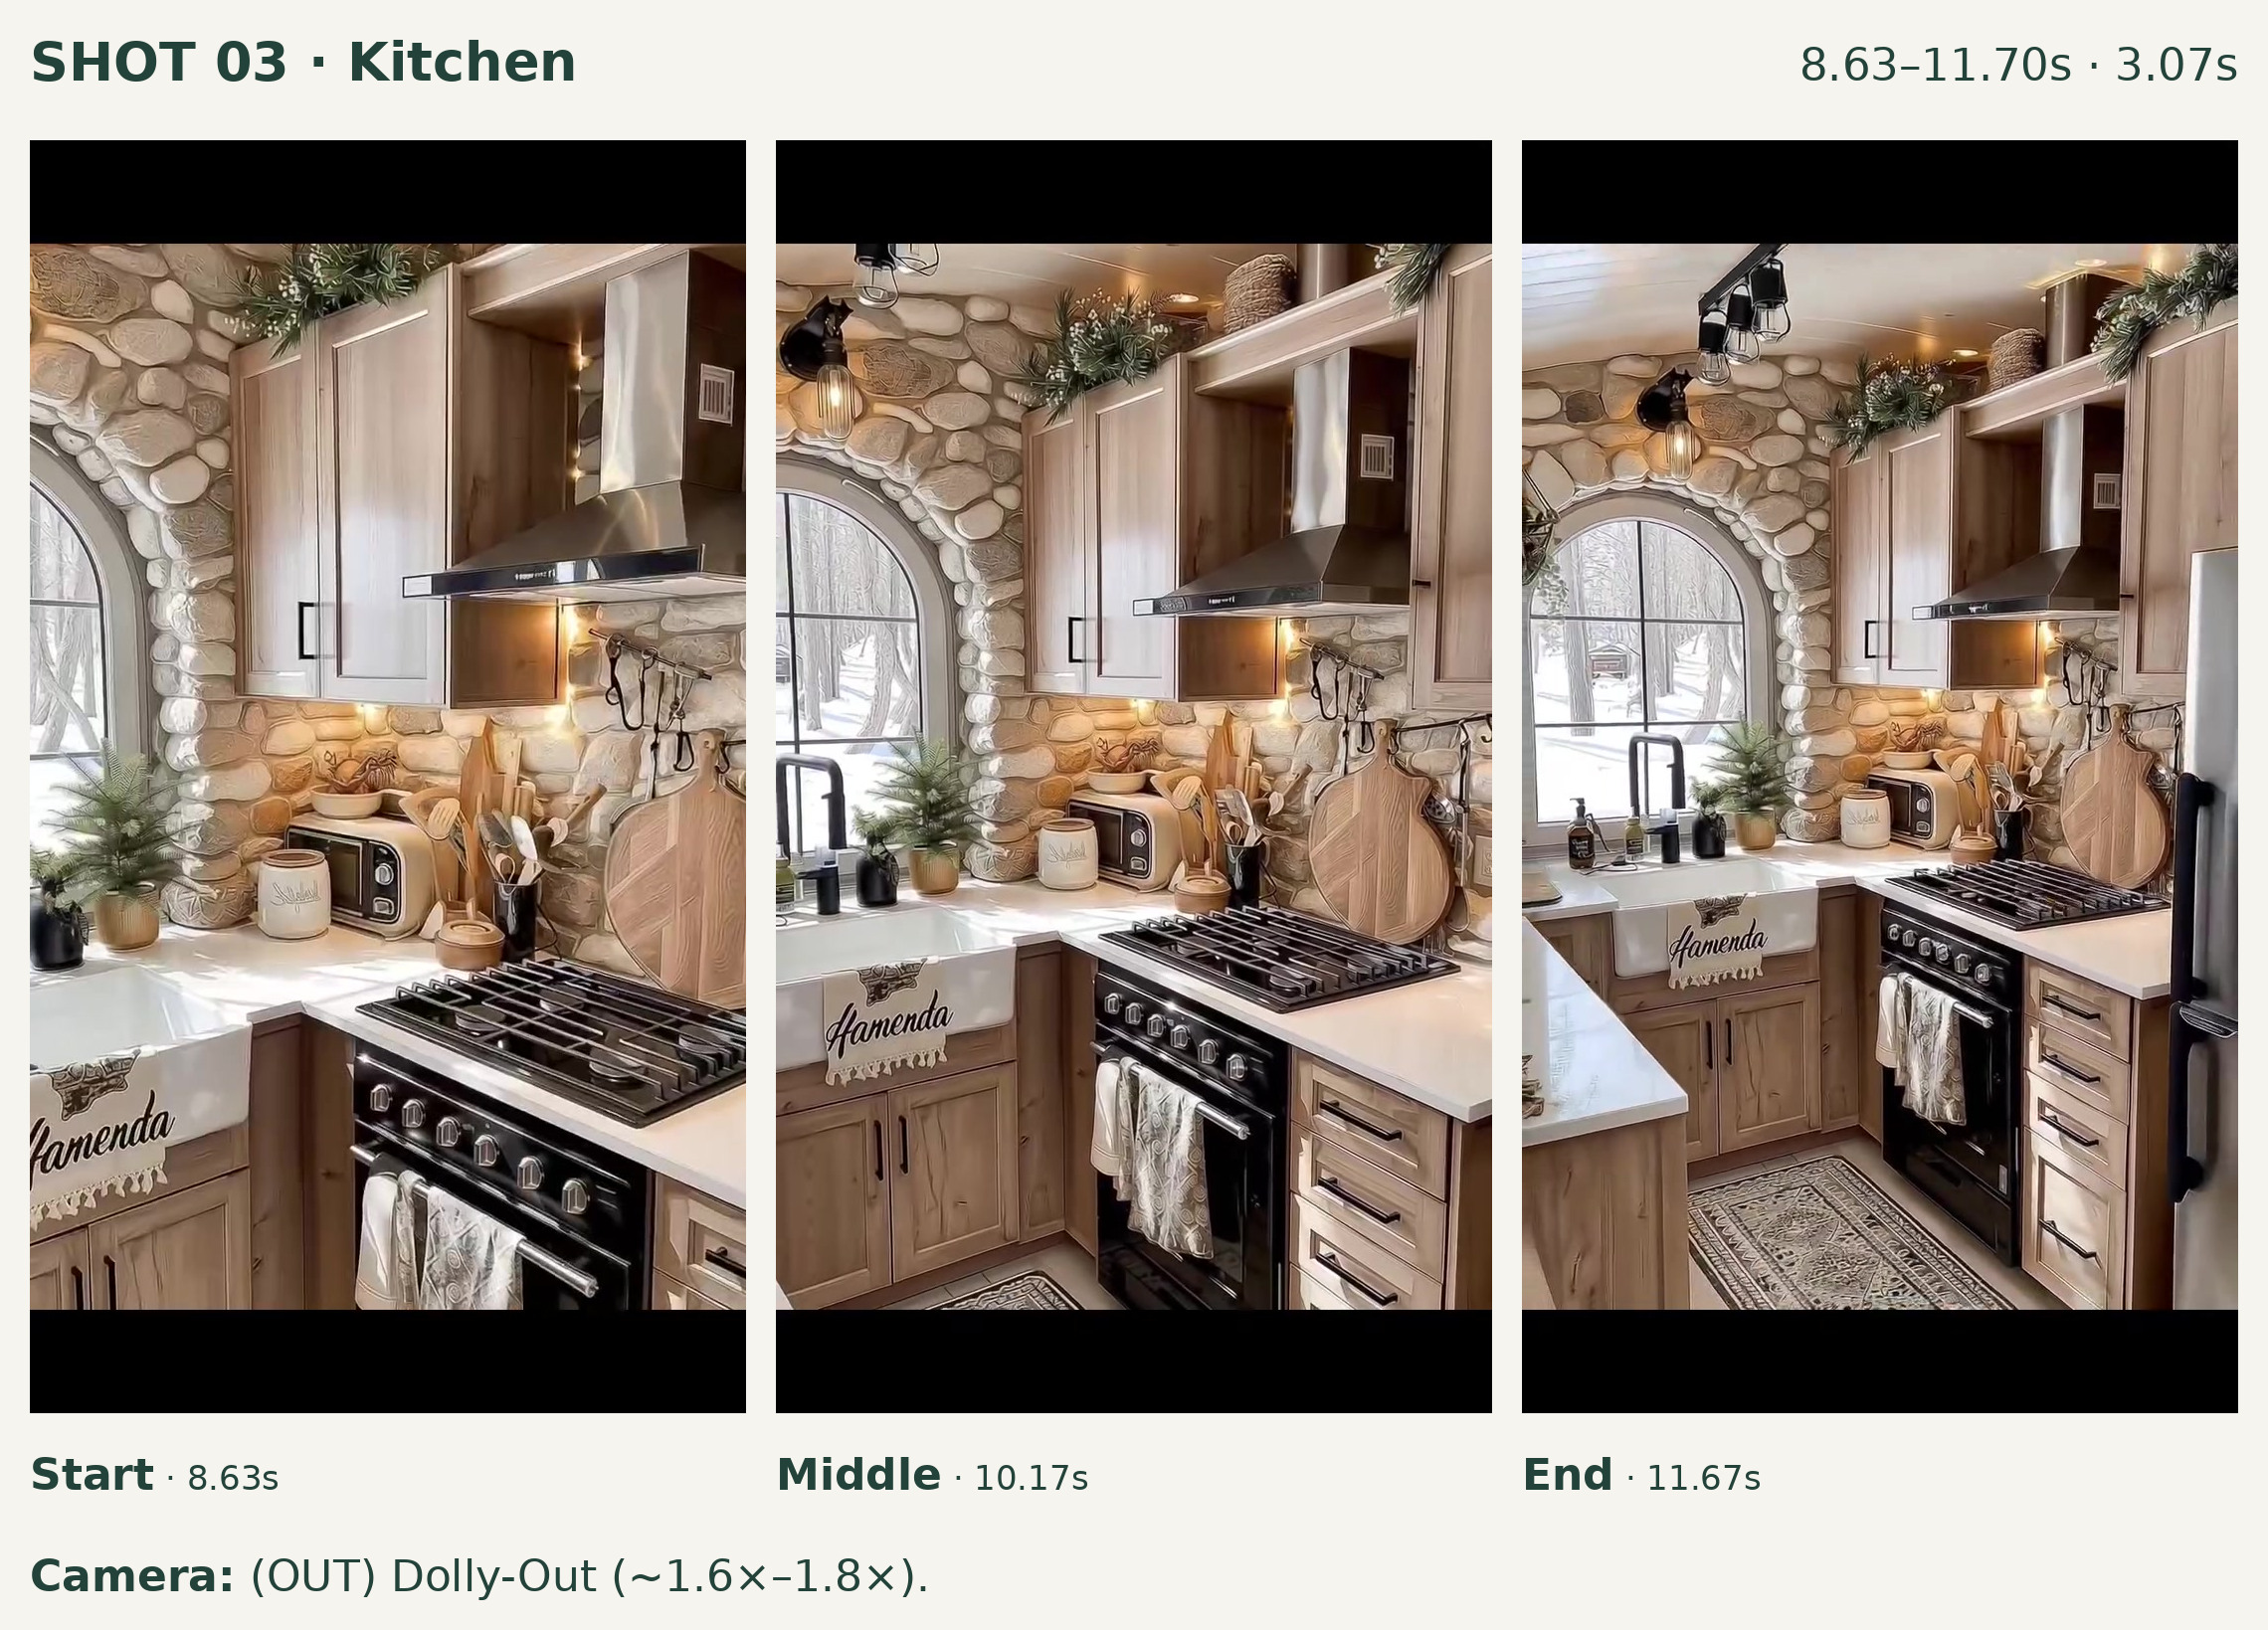 SHOT 03 · Kitchen
8.63–11.70s · 3.07s
Hamenda
Hamenda
Start · 8.63s
Middle · 10.17s
End · 11.67s
Camera: (OUT) Dolly-Out (~1.6×–1.8×).